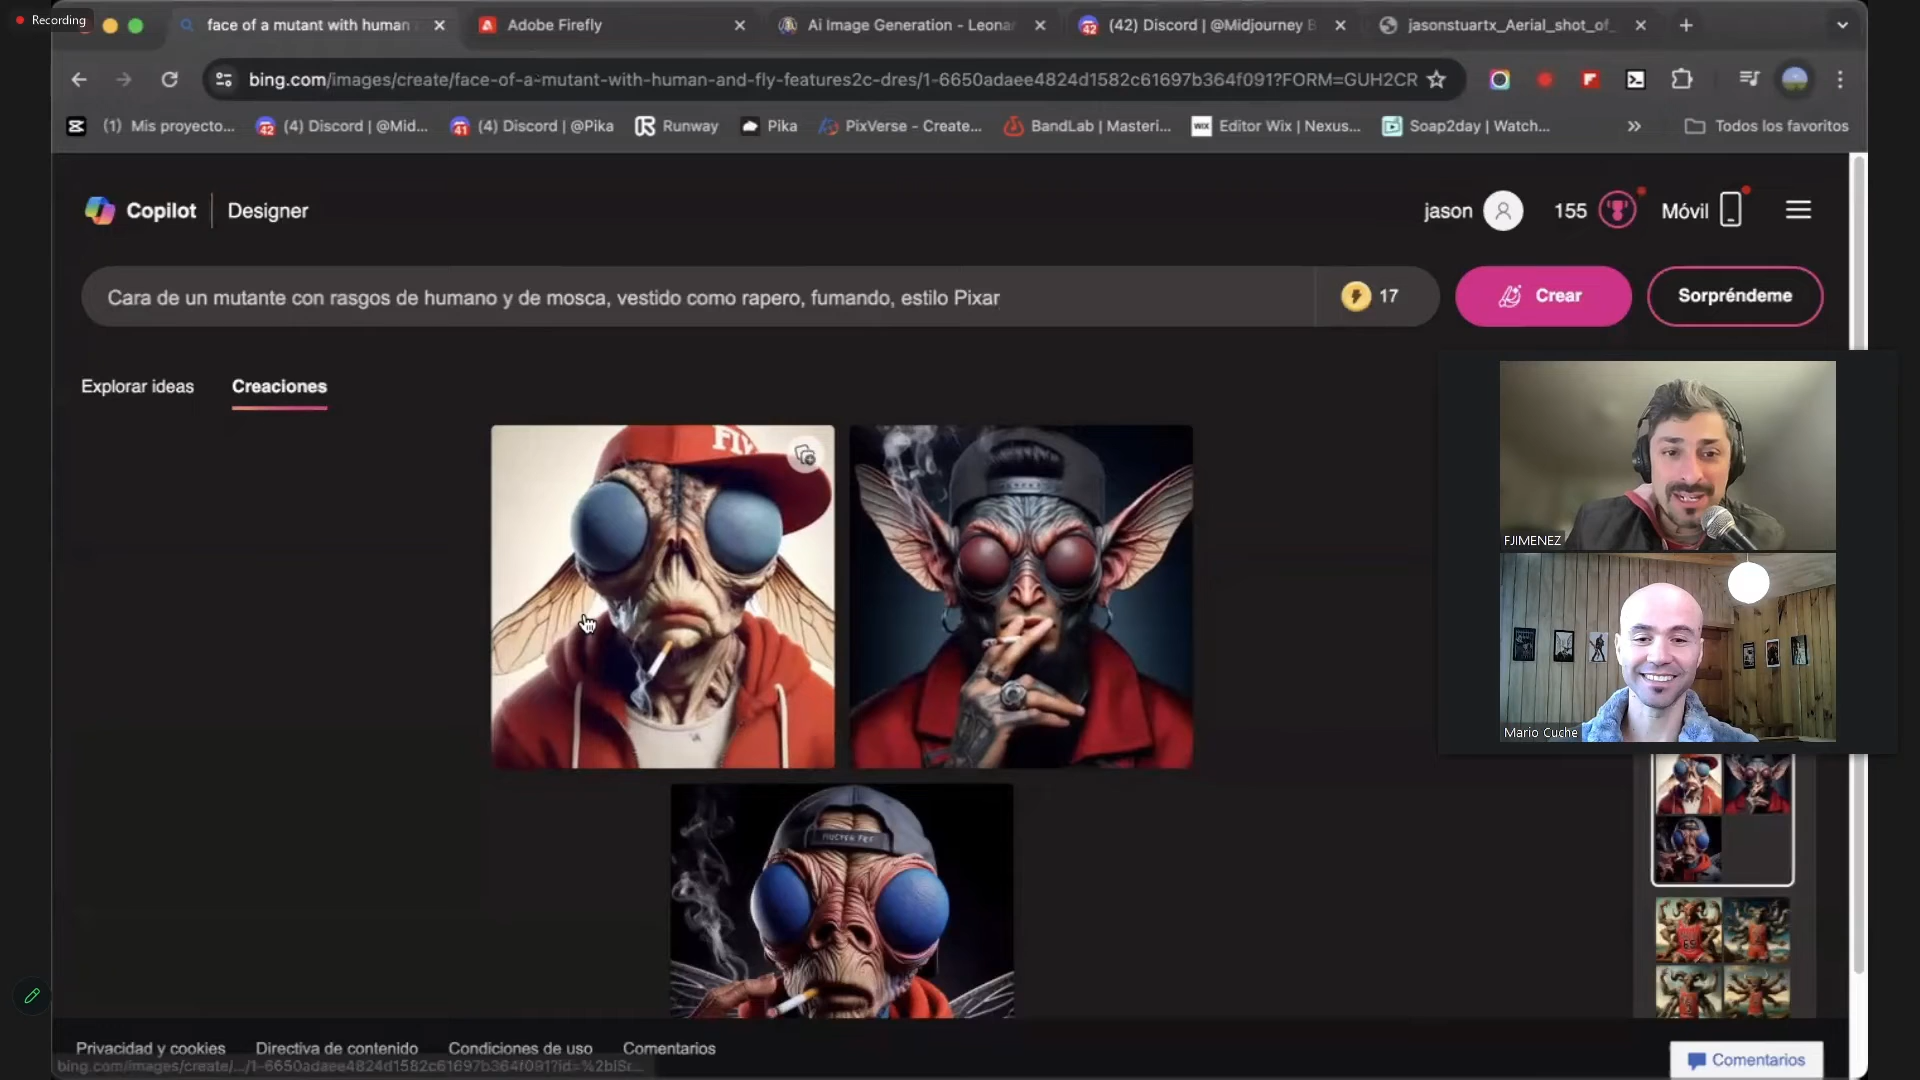 Recording
face of a mutant with human
Adobe Firefly
Ai Image Generation - Leona
(42) Discord | @Midjourney B
jasonstuartx_Aerial_shot_of_
bing.com/images/create/face-of-a-mutant-with-human-and-fly-features2c-dres/1-6650adaee4824d1582c61697b364f091?FORM=GUH2CR
(1) Mis proyecto...
42
(4) Discord | @Mid...
41
(4) Discord | @Pika
Runway
Pika
PixVerse - Create...
BandLab | Masteri...
WIX
Editor Wix | Nexus...
Soap2day | Watch...
Todos los favoritos
Copilot
Designer
jason
155
Móvil
Cara de un mutante con rasgos de humano y de mosca, vestido como rapero, fumando, estilo Pixar
17
Crear
Sorpréndeme
Explorar ideas
Creaciones
FLY
FJIMENEZ
Mario Cuche
Privacidad y cookies
Directiva de contenido
Condiciones de uso
Comentarios
Comentarios